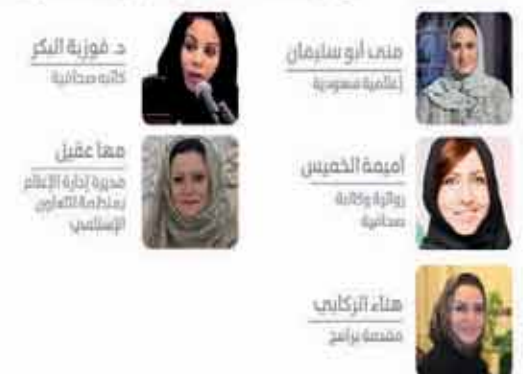 منى أبو سليمان
إعلامية سعودية
د. فوزية البكر
كاتبة صحافية
أميمة الخميس
روائية وكاتبة
صحافية
مها عقيل
مديرة إدارة الإعلام
بمنظمة التعاون
الإسلامي
هناء الركابي
مقدمة برامج